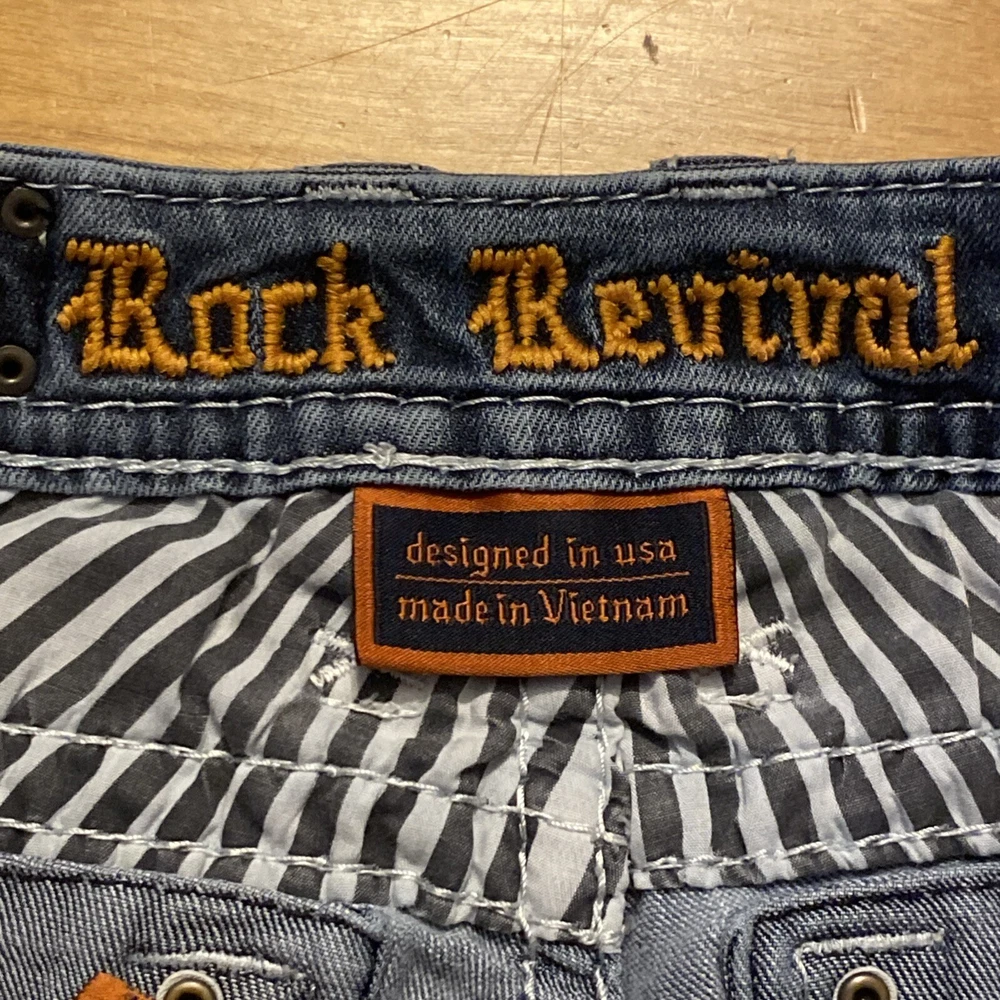 Rock Revival
designed in usa
made in Vietnam